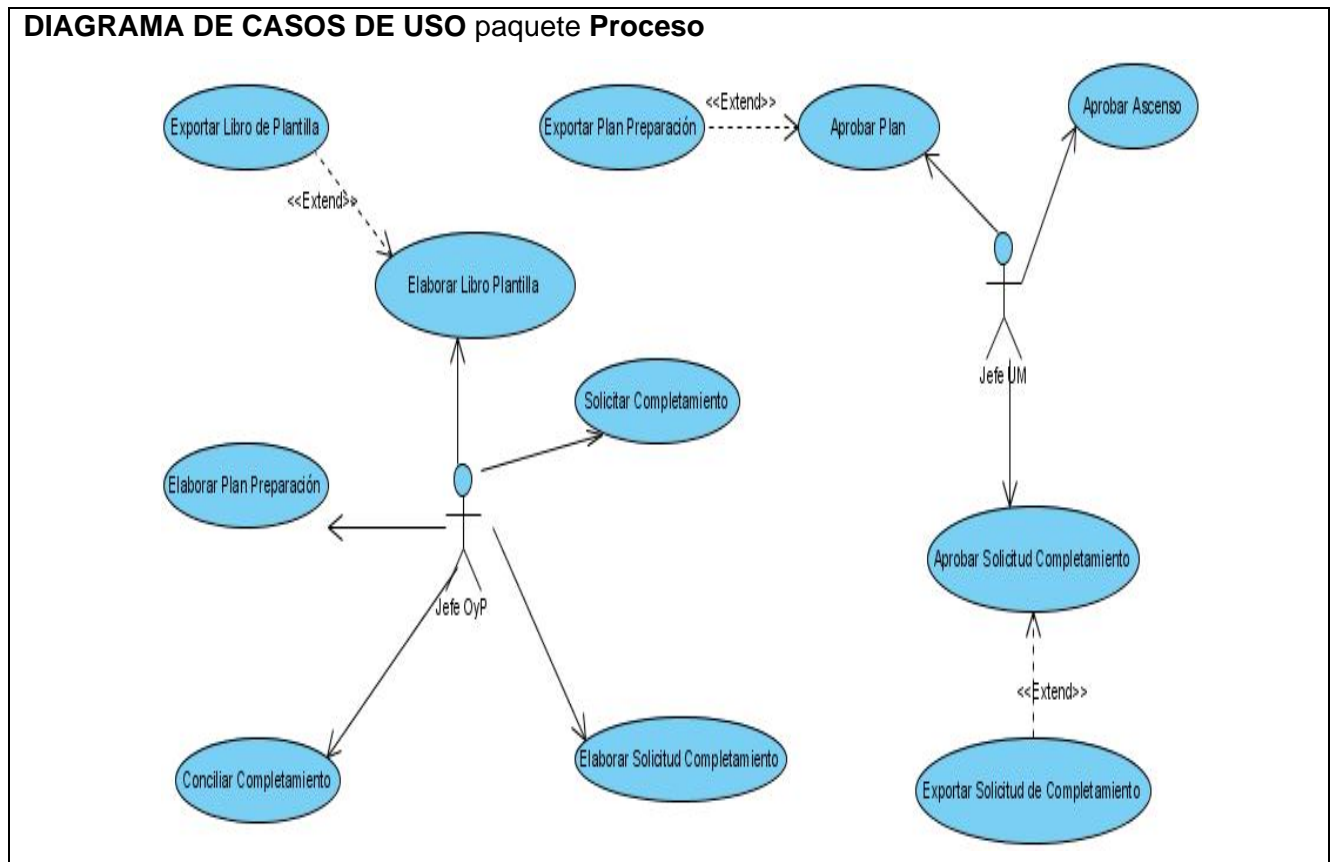 DIAGRAMA DE CASOS DE USO paquete Proceso
Exportar Libro de Plantilla
<<Extend>>
Elaborar Libro Plantilla
Solicitar Completamiento
Elaborar Plan Preparación
Jefe OyP
Conciliar Completamiento
Elaborar Solicitud Completamiento
Exportar Plan Preparación
<<Extend>>
Aprobar Plan
Aprobar Ascenso
Jefe UM
Aprobar Solicitud Completamiento
<<Extend>>
Exportar Solicitud de Completamiento